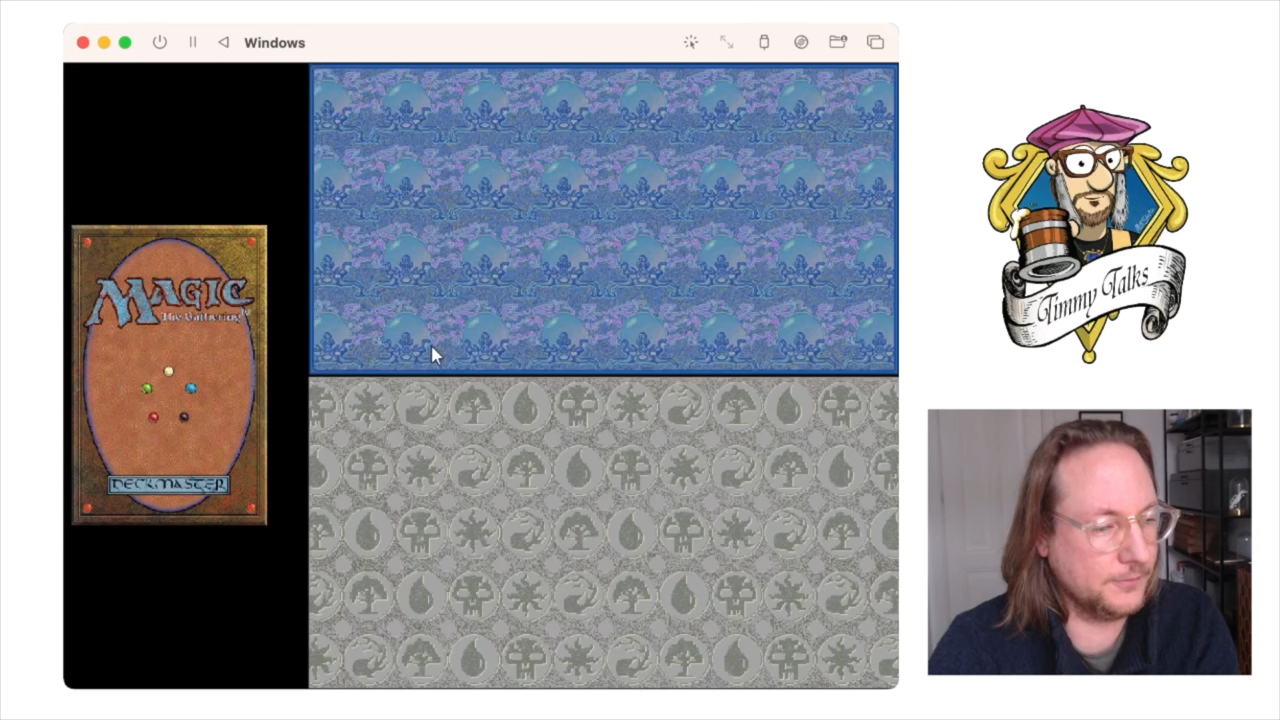 Windows
MAGIC
The Gathering
DECKMASTER
Timmy Talks